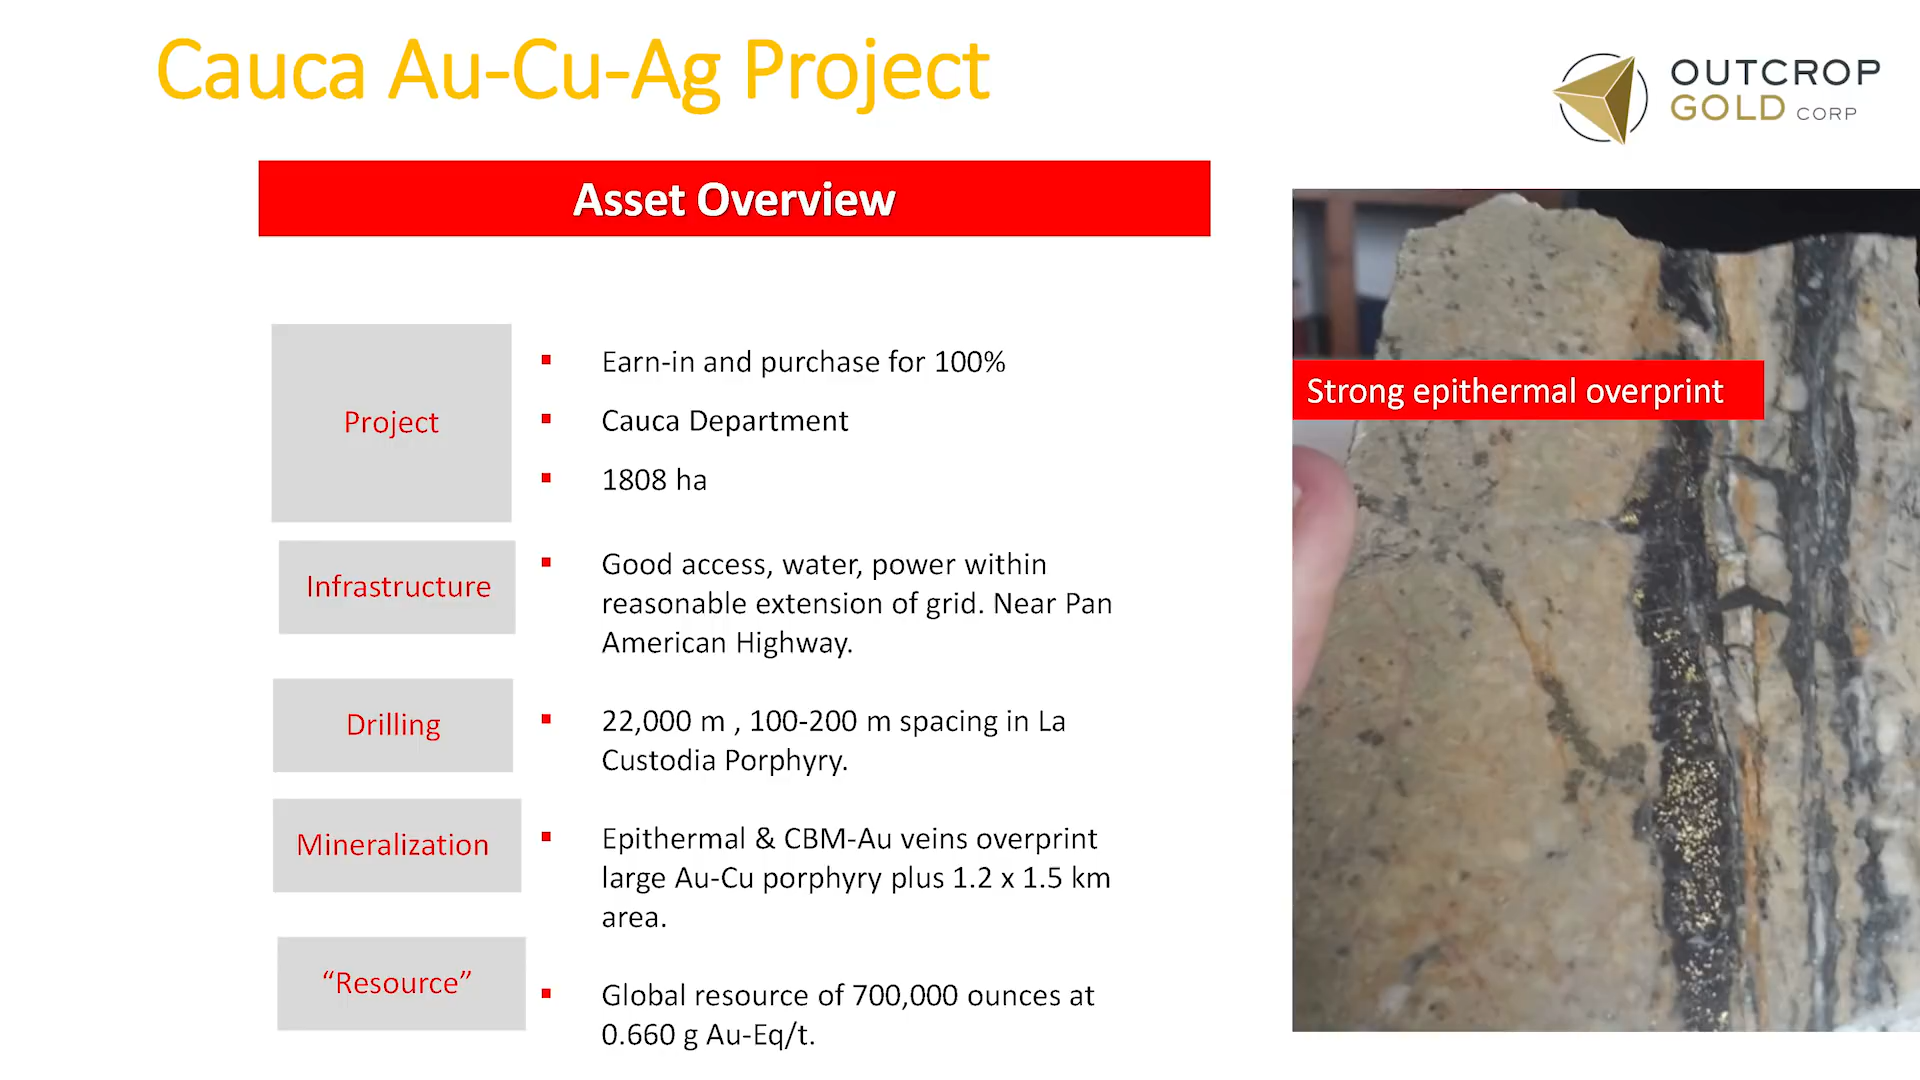 Cauca Au-Cu-Ag Project
OUTCROP
GOLD CORP
Asset Overview
Strong epithermal overprint
Project
▪ Earn-in and purchase for 100%
▪ Cauca Department
▪ 1808 ha
Infrastructure
▪ Good access, water, power within
reasonable extension of grid. Near Pan
American Highway.
Drilling
▪ 22,000 m , 100-200 m spacing in La
Custodia Porphyry.
Mineralization
▪ Epithermal & CBM-Au veins overprint
large Au-Cu porphyry plus 1.2 x 1.5 km
area.
“Resource”
▪ Global resource of 700,000 ounces at
0.660 g Au-Eq/t.